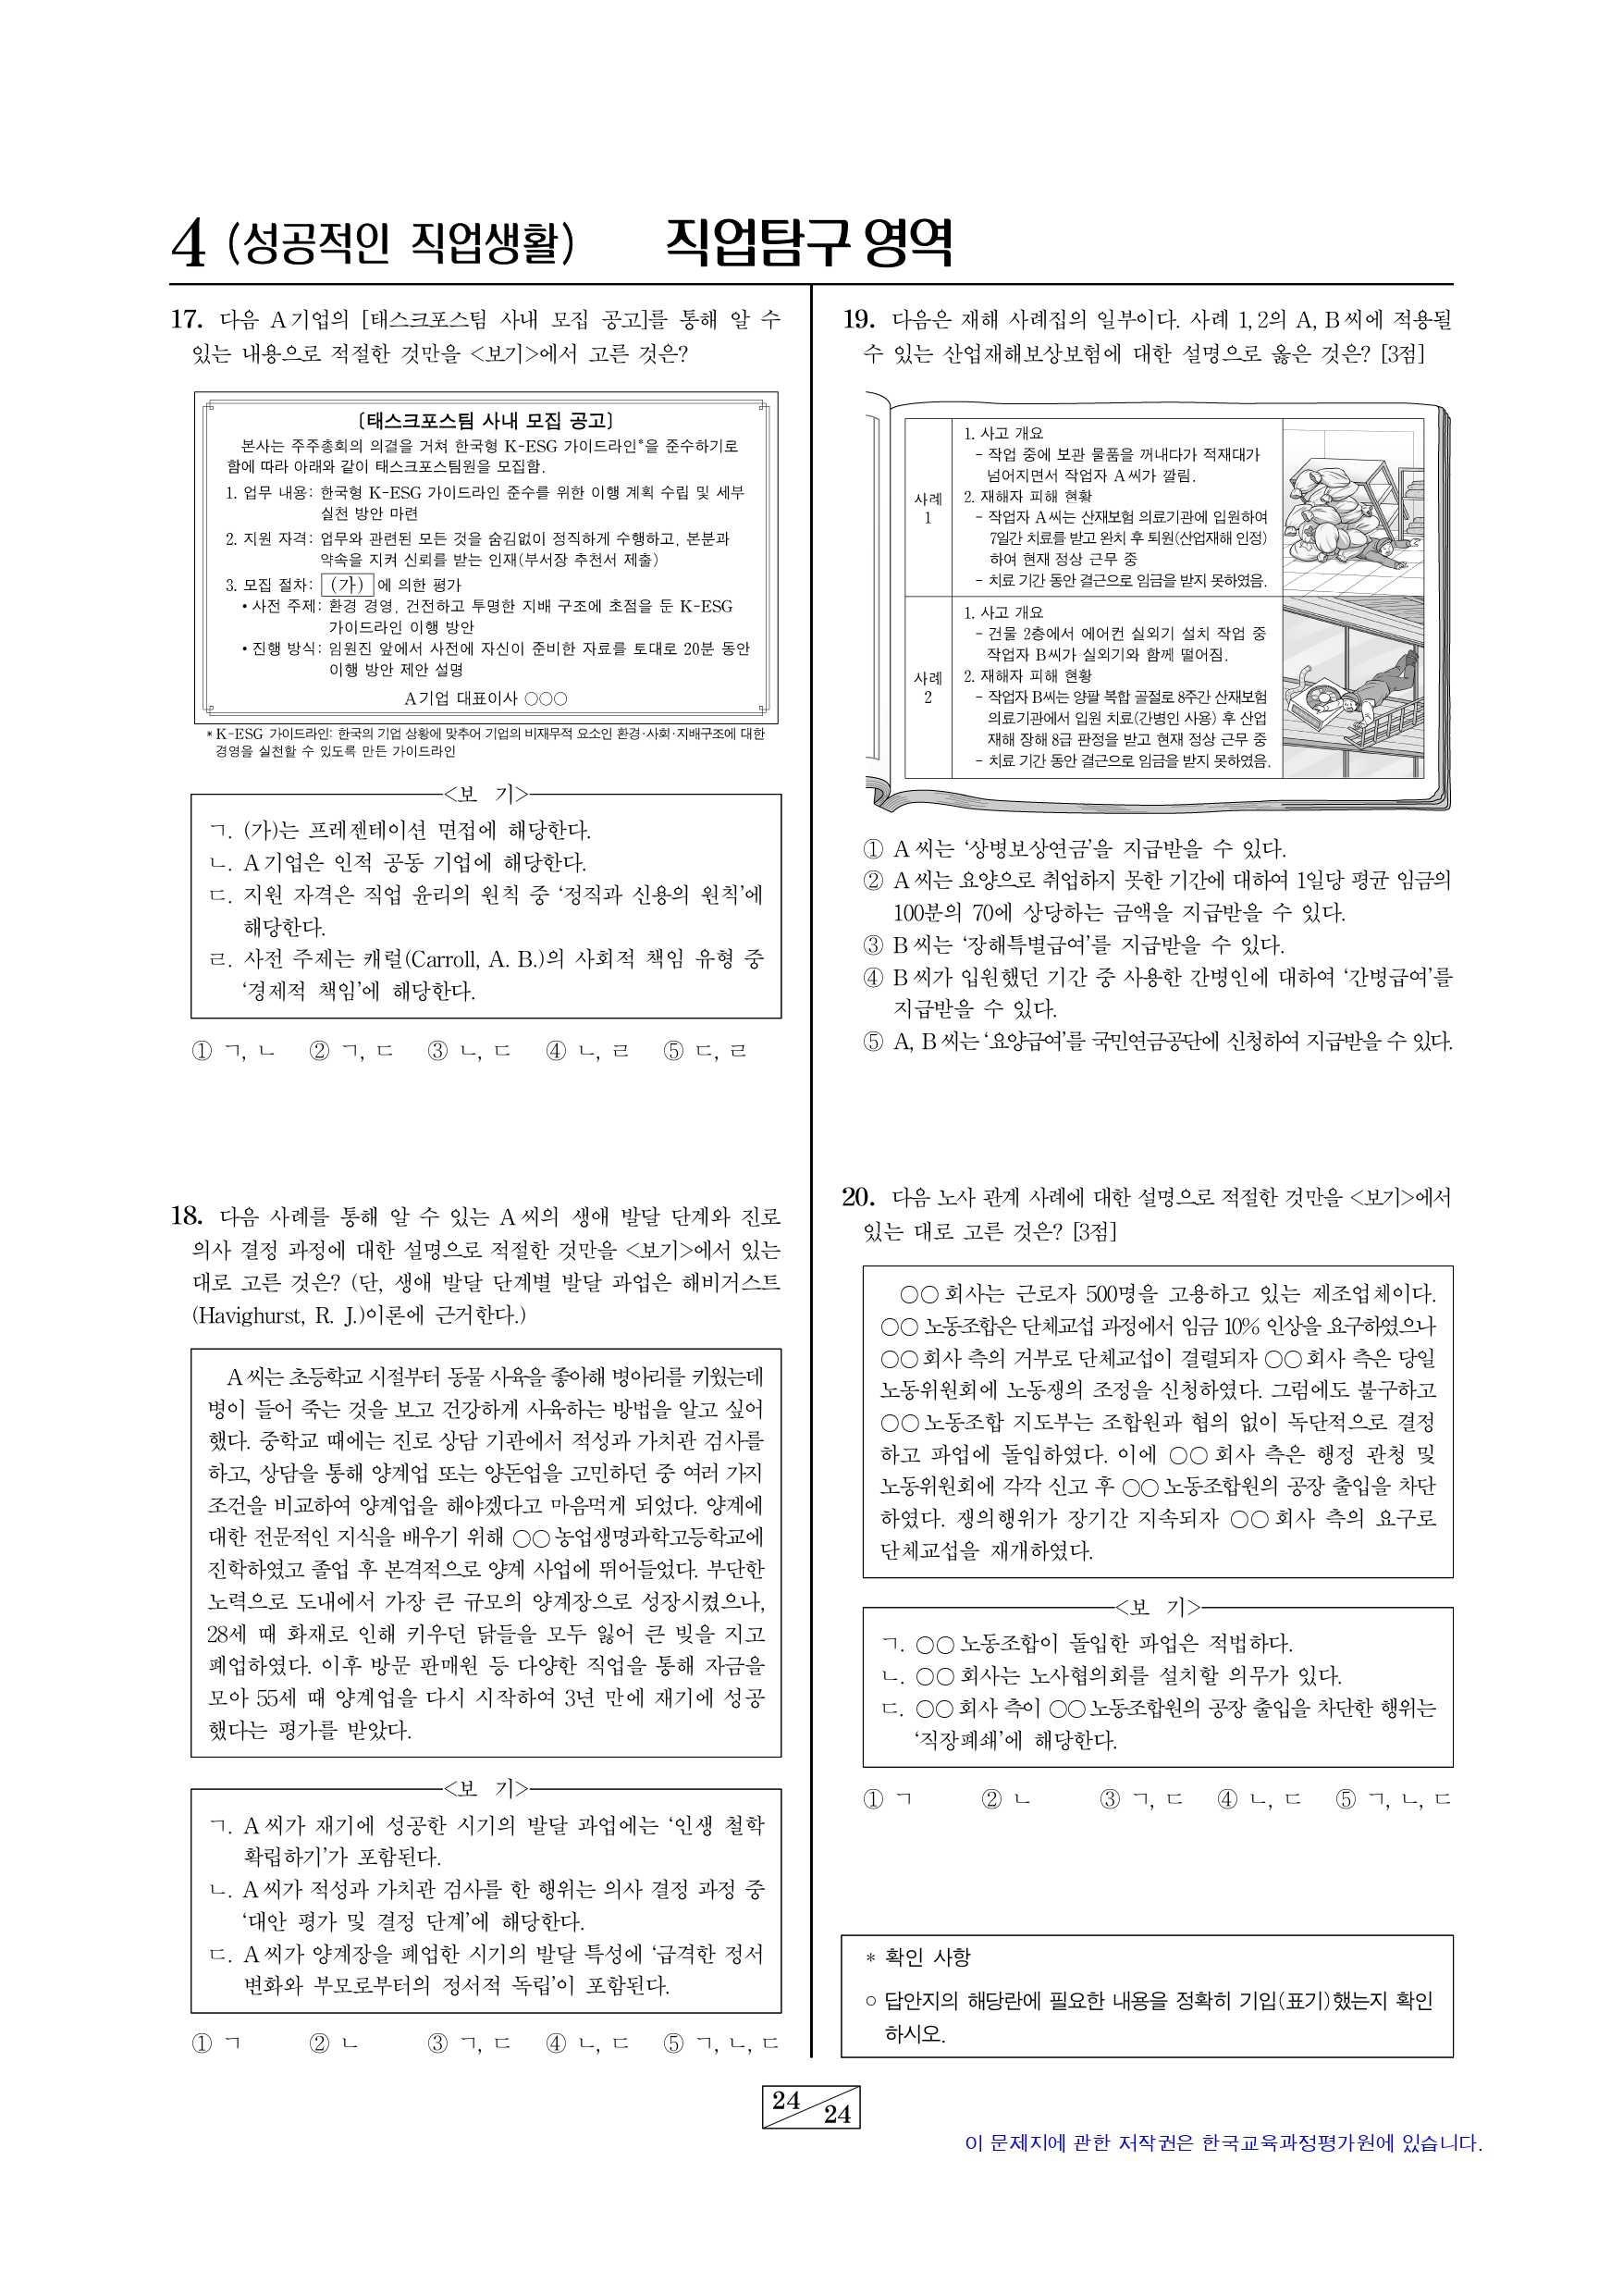 4 (성공적인 직업생활) 직업탐구 영역
17. 다음 A기업의 [태스크포스팀 사내 모집 공고]를 통해 알 수
있는 내용으로 적절한 것만을 <보기>에서 고른 것은?
[태스크포스팀 사내 모집 공고]
본사는 주주총회의 의결을 거쳐 한국형 K-ESG 가이드라인*을 준수하기로
함에 따라 아래와 같이 태스크포스팀원을 모집함.
1. 업무 내용: 한국형 K-ESG 가이드라인 준수를 위한 이행 계획 수립 및 세부
실천 방안 마련
2. 지원 자격: 업무와 관련된 모든 것을 숨김없이 정직하게 수행하고, 본분과
약속을 지켜 신뢰를 받는 인재(부서장 추천서 제출)
3. 모집 절차: (가) 에 의한 평가
• 사전 주제: 환경 경영, 건전하고 투명한 지배 구조에 초점을 둔 K-ESG
가이드라인 이행 방안
• 진행 방식: 임원진 앞에서 사전에 자신이 준비한 자료를 토대로 20분 동안
이행 방안 제안 설명
A기업 대표이사 ○○○
* K-ESG 가이드라인: 한국의 기업 상황에 맞추어 기업의 비재무적 요소인 환경·사회·지배구조에 대한
경영을 실천할 수 있도록 만든 가이드라인
<보 기>
ㄱ. (가)는 프레젠테이션 면접에 해당한다.
ㄴ. A기업은 인적 공동 기업에 해당한다.
ㄷ. 지원 자격은 직업 윤리의 원칙 중 ‘정직과 신용의 원칙’에
해당한다.
ㄹ. 사전 주제는 캐럴(Carroll, A. B.)의 사회적 책임 유형 중
‘경제적 책임’에 해당한다.
① ㄱ, ㄴ ② ㄱ, ㄷ ③ ㄴ, ㄷ ④ ㄴ, ㄹ ⑤ ㄷ, ㄹ
18. 다음 사례를 통해 알 수 있는 A씨의 생애 발달 단계와 진로
의사 결정 과정에 대한 설명으로 적절한 것만을 <보기>에서 있는
대로 고른 것은? (단, 생애 발달 단계별 발달 과업은 해비거스트
(Havighurst, R. J.)이론에 근거한다.)
A씨는 초등학교 시절부터 동물 사육을 좋아해 병아리를 키웠는데
병이 들어 죽는 것을 보고 건강하게 사육하는 방법을 알고 싶어
했다. 중학교 때에는 진로 상담 기관에서 적성과 가치관 검사를
하고, 상담을 통해 양계업 또는 양돈업을 고민하던 중 여러 가지
조건을 비교하여 양계업을 해야겠다고 마음먹게 되었다. 양계에
대한 전문적인 지식을 배우기 위해 ○○농업생명과학고등학교에
진학하였고 졸업 후 본격적으로 양계 사업에 뛰어들었다. 부단한
노력으로 도내에서 가장 큰 규모의 양계장으로 성장시켰으나,
28세 때 화재로 인해 키우던 닭들을 모두 잃어 큰 빚을 지고
폐업하였다. 이후 방문 판매원 등 다양한 직업을 통해 자금을
모아 55세 때 양계업을 다시 시작하여 3년 만에 재기에 성공
했다는 평가를 받았다.
<보 기>
ㄱ. A씨가 재기에 성공한 시기의 발달 과업에는 ‘인생 철학
확립하기’가 포함된다.
ㄴ. A씨가 적성과 가치관 검사를 한 행위는 의사 결정 과정 중
‘대안 평가 및 결정 단계’에 해당한다.
ㄷ. A씨가 양계장을 폐업한 시기의 발달 특성에 ‘급격한 정서
변화와 부모로부터의 정서적 독립’이 포함된다.
① ㄱ ② ㄴ ③ ㄱ, ㄷ ④ ㄴ, ㄷ ⑤ ㄱ, ㄴ, ㄷ
19. 다음은 재해 사례집의 일부이다. 사례 1, 2의 A, B씨에 적용될
수 있는 산업재해보상보험에 대한 설명으로 옳은 것은? [3점]
사례
1
1. 사고 개요
- 작업 중에 보관 물품을 꺼내다가 적재대가
넘어지면서 작업자 A씨가 깔림.
2. 재해자 피해 현황
- 작업자 A씨는 산재보험 의료기관에 입원하여
7일간 치료를 받고 완치 후 퇴원(산업재해 인정)
하여 현재 정상 근무 중
- 치료 기간 동안 결근으로 임금을 받지 못하였음.
사례
2
1. 사고 개요
- 건물 2층에서 에어컨 실외기 설치 작업 중
작업자 B씨가 실외기와 함께 떨어짐.
2. 재해자 피해 현황
- 작업자 B씨는 양팔 복합 골절로 8주간 산재보험
의료기관에서 입원 치료(간병인 사용) 후 산업
재해 장해 8급 판정을 받고 현재 정상 근무 중
- 치료 기간 동안 결근으로 임금을 받지 못하였음.
① A씨는 ‘상병보상연금’을 지급받을 수 있다.
② A씨는 요양으로 취업하지 못한 기간에 대하여 1일당 평균 임금의
100분의 70에 상당하는 금액을 지급받을 수 있다.
③ B씨는 ‘장해특별급여’를 지급받을 수 있다.
④ B씨가 입원했던 기간 중 사용한 간병인에 대하여 ‘간병급여’를
지급받을 수 있다.
⑤ A, B씨는 ‘요양급여’를 국민연금공단에 신청하여 지급받을 수 있다.
20. 다음 노사 관계 사례에 대한 설명으로 적절한 것만을 <보기>에서
있는 대로 고른 것은? [3점]
○○회사는 근로자 500명을 고용하고 있는 제조업체이다.
○○노동조합은 단체교섭 과정에서 임금 10% 인상을 요구하였으나
○○회사 측의 거부로 단체교섭이 결렬되자 ○○회사 측은 당일
노동위원회에 노동쟁의 조정을 신청하였다. 그럼에도 불구하고
○○노동조합 지도부는 조합원과 협의 없이 독단적으로 결정
하고 파업에 돌입하였다. 이에 ○○회사 측은 행정 관청 및
노동위원회에 각각 신고 후 ○○노동조합원의 공장 출입을 차단
하였다. 쟁의행위가 장기간 지속되자 ○○회사 측의 요구로
단체교섭을 재개하였다.
<보 기>
ㄱ. ○○노동조합이 돌입한 파업은 적법하다.
ㄴ. ○○회사는 노사협의회를 설치할 의무가 있다.
ㄷ. ○○회사 측이 ○○노동조합원의 공장 출입을 차단한 행위는
‘직장폐쇄’에 해당한다.
① ㄱ ② ㄴ ③ ㄱ, ㄷ ④ ㄴ, ㄷ ⑤ ㄱ, ㄴ, ㄷ
* 확인 사항
○ 답안지의 해당란에 필요한 내용을 정확히 기입(표기)했는지 확인
하시오.
24 24
이 문제지에 관한 저작권은 한국교육과정평가원에 있습니다.